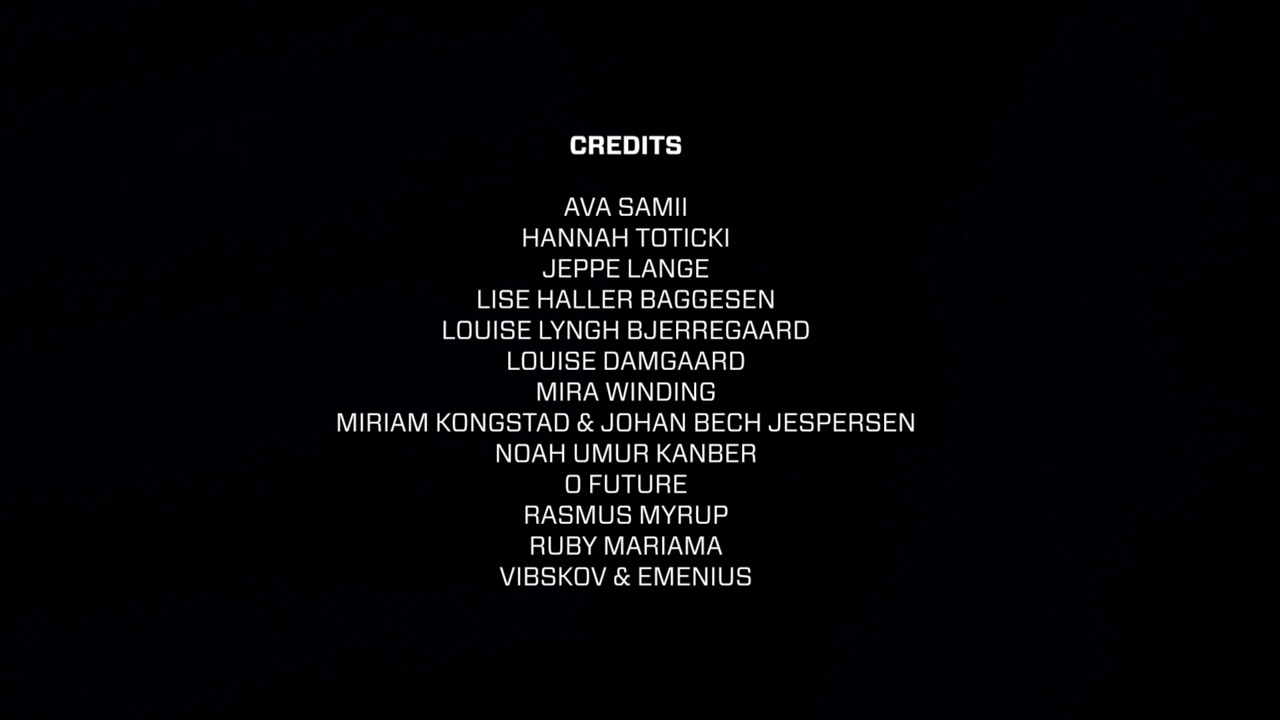 CREDITS
AVA SAMII
HANNAH TOTICKI
JEPPE LANGE
LISE HALLER BAGGESEN
LOUISE LYNGH BJERREGAARD
LOUISE DAMGAARD
MIRA WINDING
MIRIAM KONGSTAD & JOHAN BECH JESPERSEN
NOAH UMUR KANBER
O FUTURE
RASMUS MYRUP
RUBY MARIAMA
VIBSKOV & EMENIUS